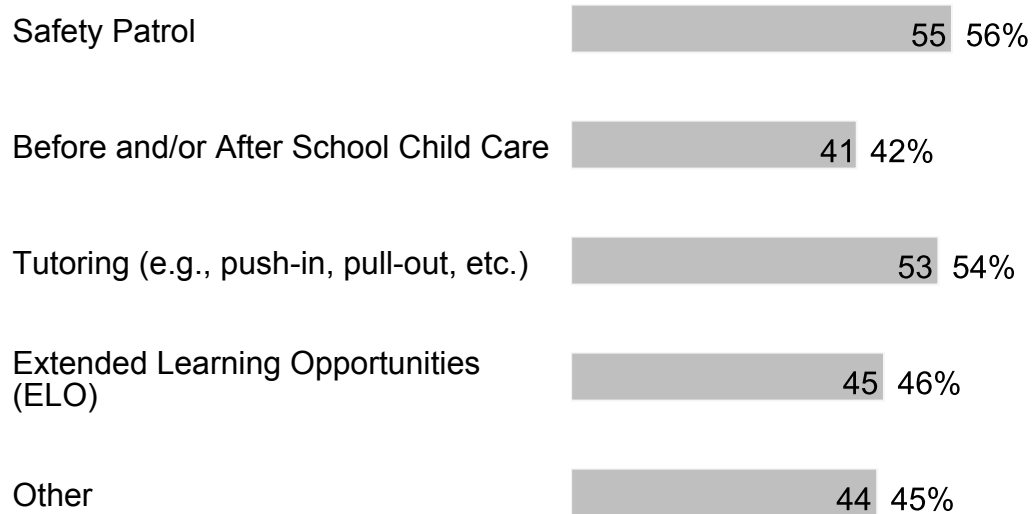 Safety Patrol 55 56%
Before and/or After School Child Care 41 42%
Tutoring (e.g., push-in, pull-out, etc.) 53 54%
Extended Learning Opportunities
(ELO) 45 46%
Other 44 45%